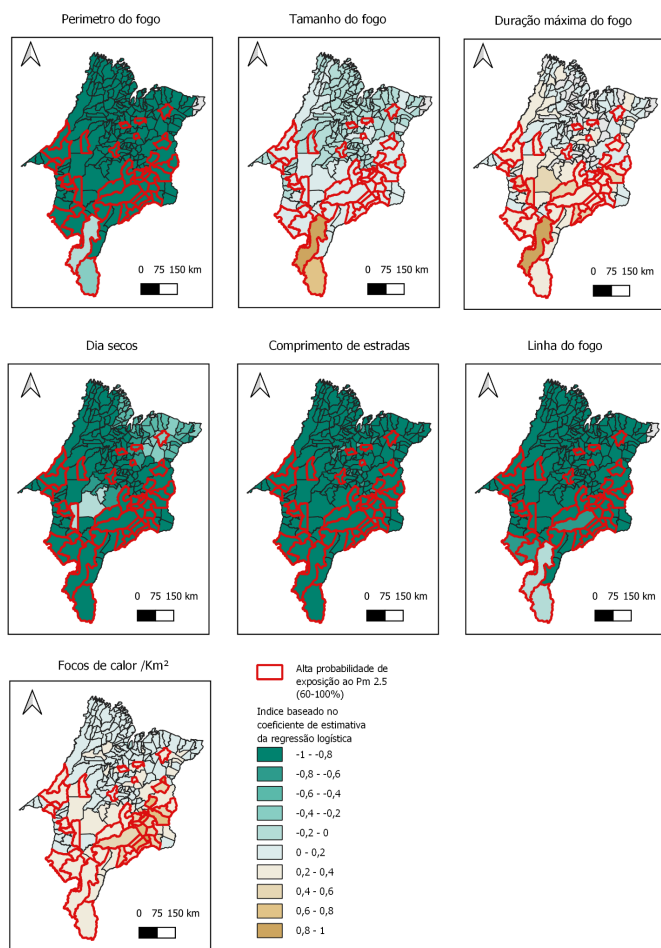 Perimetro do fogo
Tamanho do fogo
Duração máxima do fogo
0 75 150 km
0 75 150 km
0 75 150 km
Dia secos
Comprimento de estradas
Linha do fogo
0 75 150 km
0 75 150 km
0 75 150 km
Focos de calor /Km²
0 75 150 km
Alta probabilidade de
exposição ao Pm 2.5
(60-100%)
Indice baseado no
coeficiente de estimativa
da regressão logística
-1 - -0,8
-0,8 - -0,6
-0,6 - -0,4
-0,4 - -0,2
-0,2 - 0
0 - 0,2
0,2 - 0,4
0,4 - 0,6
0,6 - 0,8
0,8 - 1